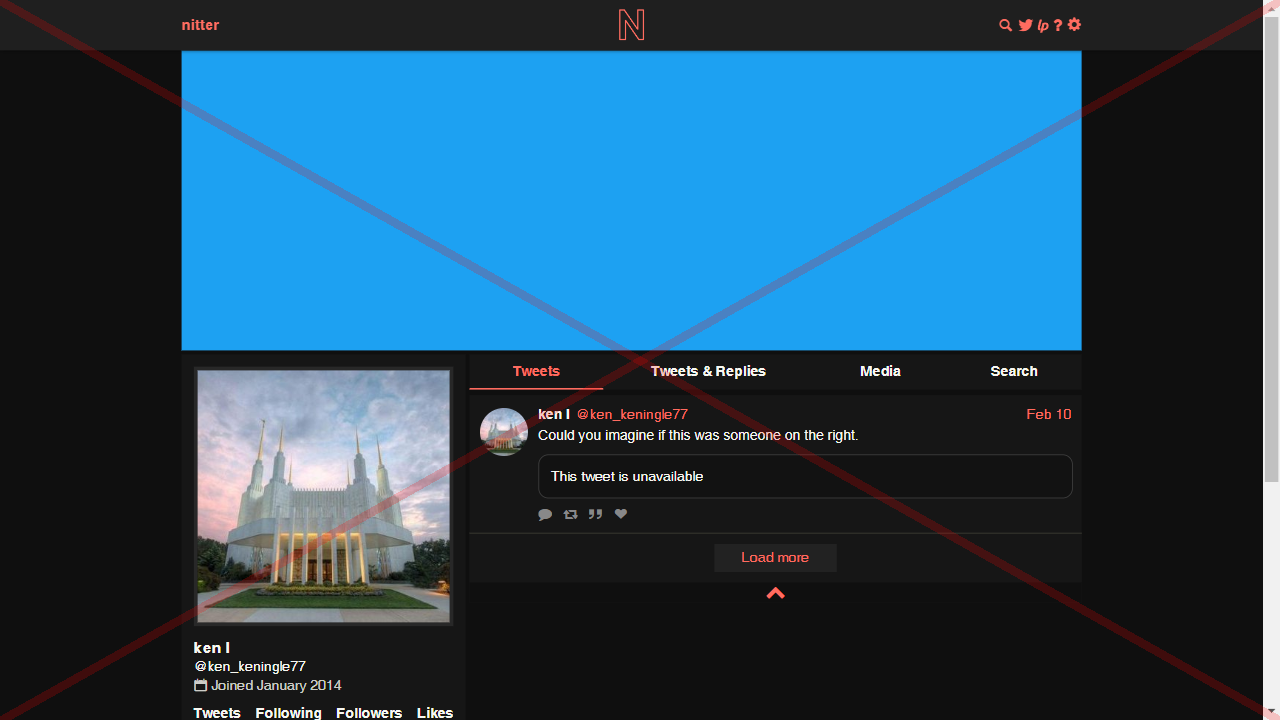 nitter
N
lp ?
Tweets Tweets & Replies Media Search
ken l @ken_keningle77 Feb 10
Could you imagine if this was someone on the right.
This tweet is unavailable
Load more
ken l
@ken_keningle77
Joined January 2014
Tweets Following Followers Likes